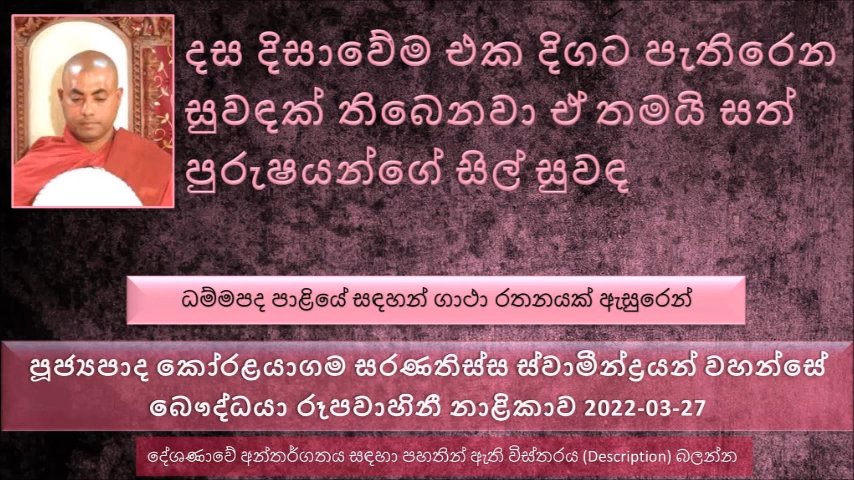 දස දිසාවේම එක දිගට පැතිරෙන
සුවඳක් තිබෙනවා ඒ තමයි සත්
පුරුෂයන්ගේ සිල් සුවඳ
ධම්මපද පාළියේ සඳහන් ගාථා රතනයක් ඇසුරෙන්
පූජ්‍යපාද කෝරළයාගම සරණතිස්ස ස්වාමීන්ද්‍රයන් වහන්සේ
බෞද්ධයා රූපවාහිනී නාළිකාව 2022-03-27
දේශණාවේ අන්තර්ගතය සඳහා පහතින් ඇති විස්තරය (Description) බලන්න